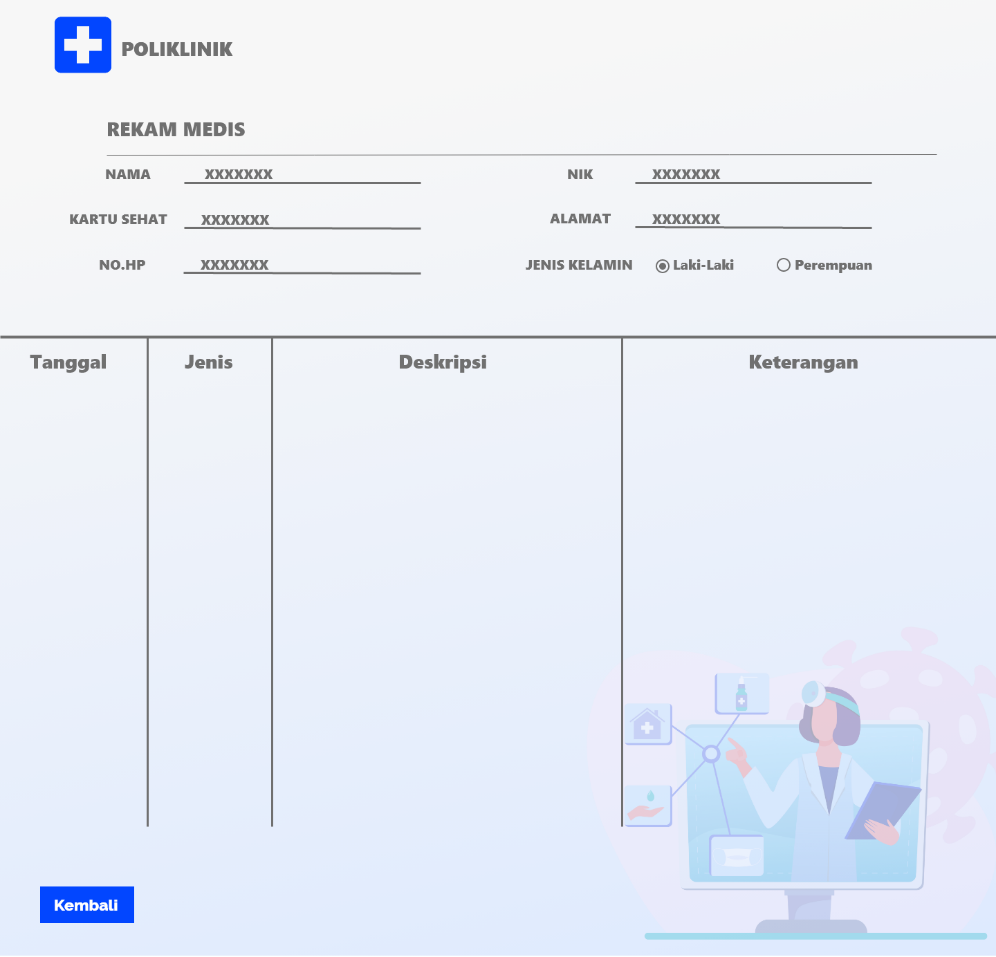 POLIKLINIK
REKAM MEDIS
NAMA XXXXXXX NIK XXXXXXX
KARTU SEHAT XXXXXXX ALAMAT XXXXXXX
NO.HP XXXXXXX JENIS KELAMIN Laki-Laki Perempuan
Tanggal Jenis Deskripsi Keterangan
Kembali